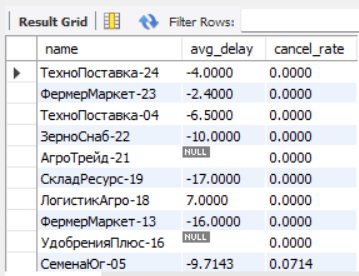 Result Grid Filter Rows:
name avg_delay cancel_rate
ТехноПоставка-24 -4.0000 0.0000
ФермерМаркет-23 -2.4000 0.0000
ТехноПоставка-04 -6.5000 0.0000
ЗерноСнаб-22 -10.0000 0.0000
АгроТрейд-21 NULL 0.0000
СкладРесурс-19 -17.0000 0.0000
ЛогистикАгро-18 7.0000 0.0000
ФермерМаркет-13 -16.0000 0.0000
УдобренияПлюс-16 NULL 0.0000
СеменаЮг-05 -9.7143 0.0714